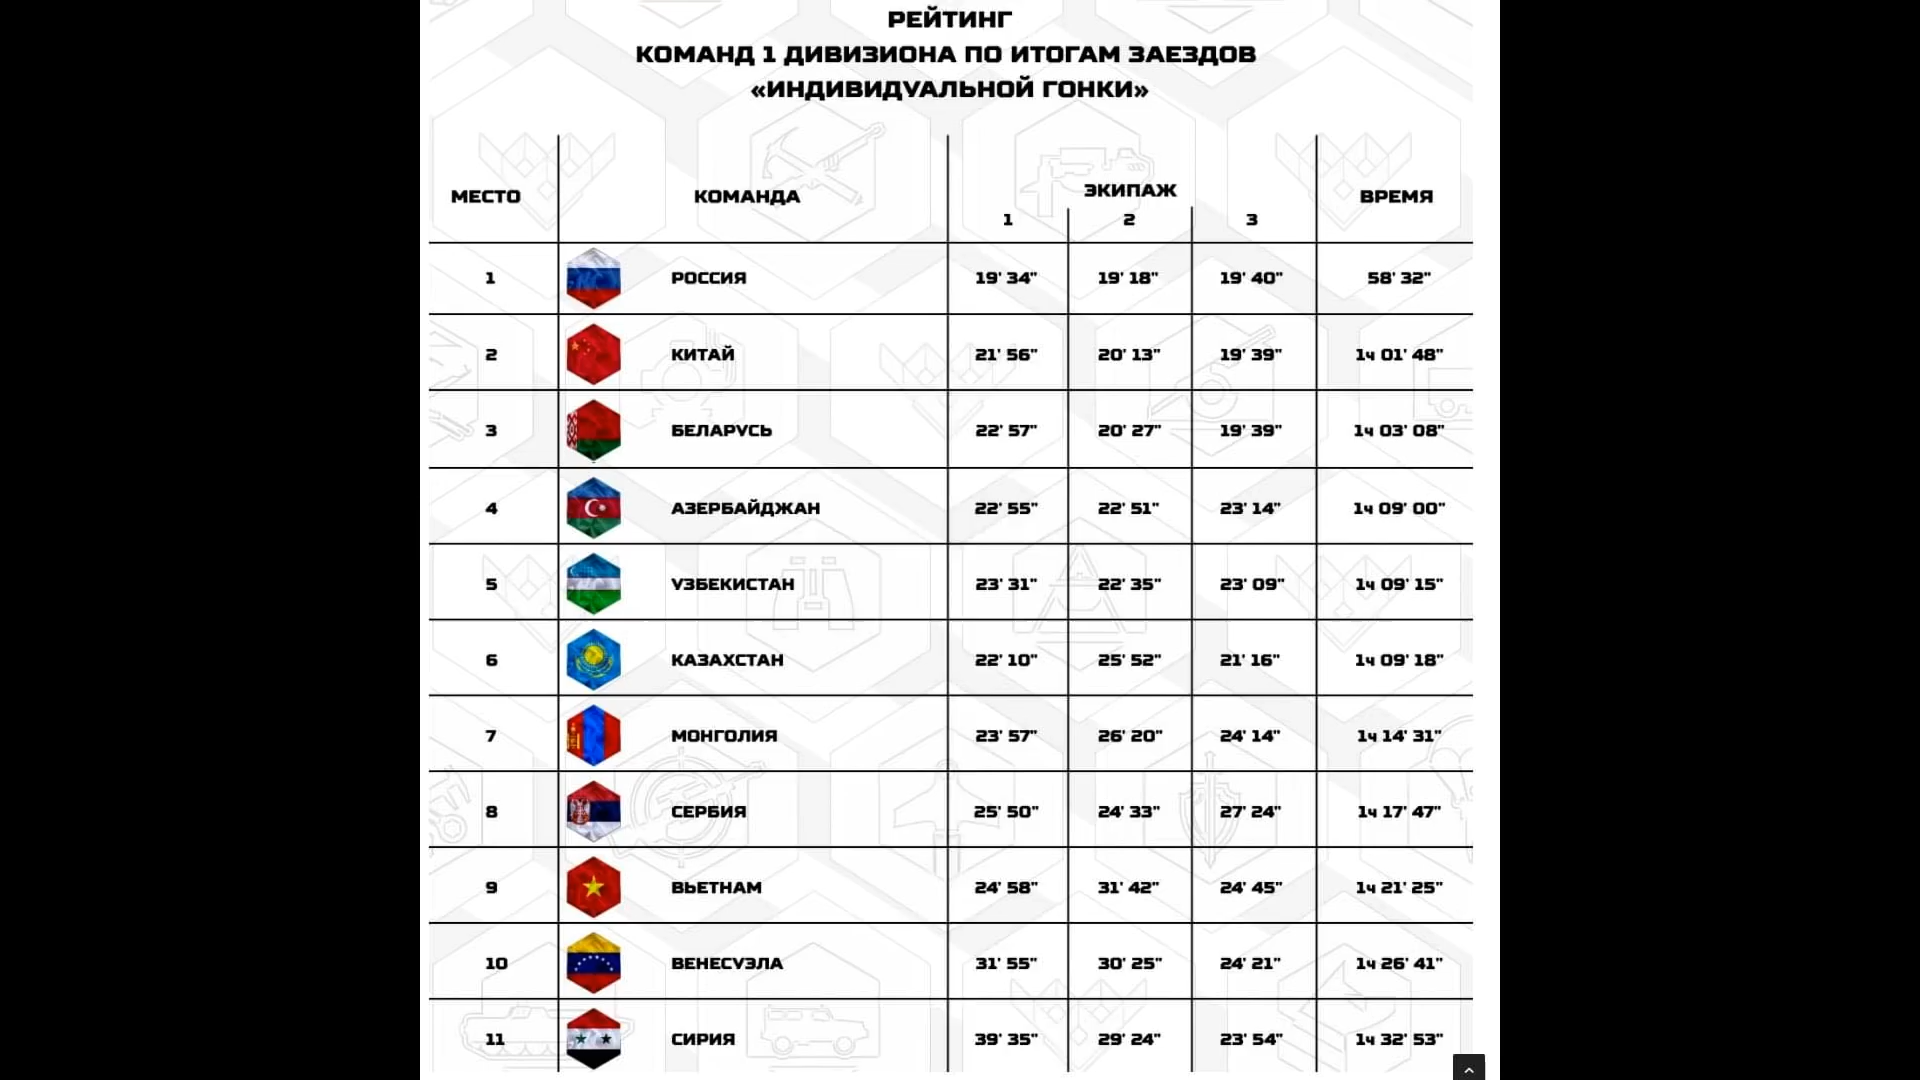 РЕЙТИНГ
КОМАНД 1 ДИВИЗИОНА ПО ИТОГАМ ЗАЕЗДОВ
«ИНДИВИДУАЛЬНОЙ ГОНКИ»
МЕСТО КОМАНДА ЭКИПАЖ ВРЕМЯ
1 2 3
1 РОССИЯ 19' 34" 19' 18" 19' 40" 58' 32"
2 КИТАЙ 21' 56" 20' 13" 19' 39" 1ч 01' 48"
3 БЕЛАРУСЬ 22' 57" 20' 27" 19' 39" 1ч 03' 08"
4 АЗЕРБАЙДЖАН 22' 55" 22' 51" 23' 14" 1ч 09' 00"
5 УЗБЕКИСТАН 23' 31" 22' 35" 23' 09" 1ч 09' 15"
6 КАЗАХСТАН 22' 10" 25' 52" 21' 16" 1ч 09' 18"
7 МОНГОЛИЯ 23' 57" 26' 20" 24' 14" 1ч 14' 31"
8 СЕРБИЯ 25' 50" 24' 33" 27' 24" 1ч 17' 47"
9 ВЬЕТНАМ 24' 58" 31' 42" 24' 45" 1ч 21' 25"
10 ВЕНЕСУЭЛА 31' 55" 30' 25" 24' 21" 1ч 26' 41"
11 СИРИЯ 39' 35" 29' 24" 23' 54" 1ч 32' 53"